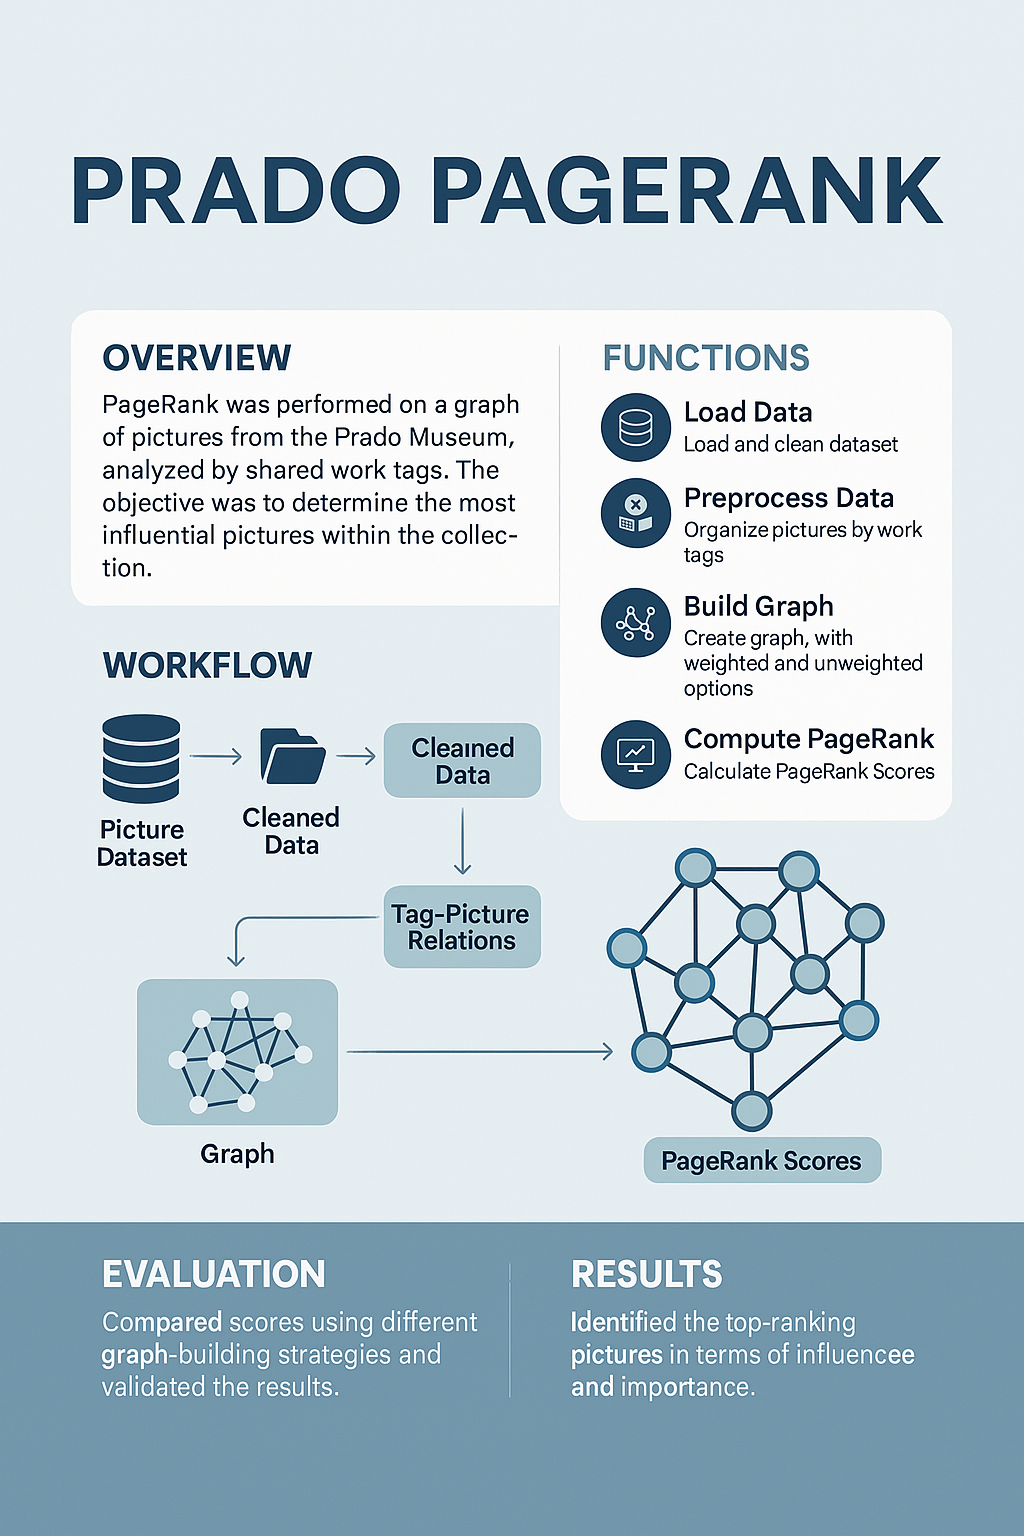 PRADO PAGERANK
OVERVIEW
PageRank was performed on a graph
of pictures from the Prado Museum,
analyzed by shared work tags. The
objective was to determine the most
influential pictures within the collec-
tion.
FUNCTIONS
Load Data
Load and clean dataset
Preprocess Data
Organize pictures by work
tags
Build Graph
Create graph, with
weighted and unweighted
options
Compute PageRank
Calculate PageRank Scores
WORKFLOW
Picture
Dataset
Cleaned
Data
Cleained
Data
Tag-Picture
Relations
Graph
PageRank Scores
EVALUATION
Compared scores using different
graph-building strategies and
validated the results.
RESULTS
Identified the top-ranking
pictures in terms of influencee
and importance.